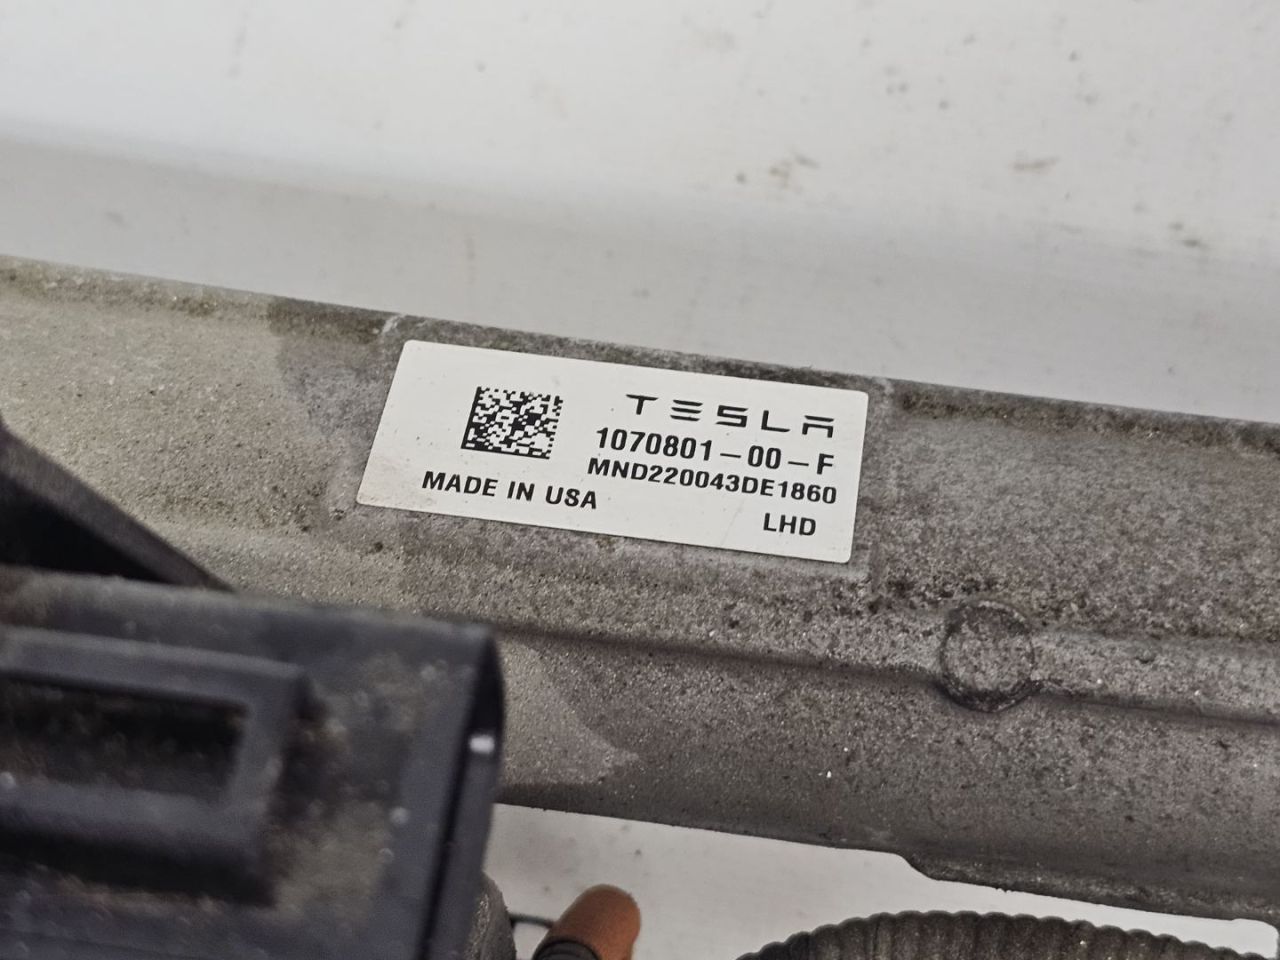 TESLA
1070801-00-F
MND220043DE1860
MADE IN USA
LHD